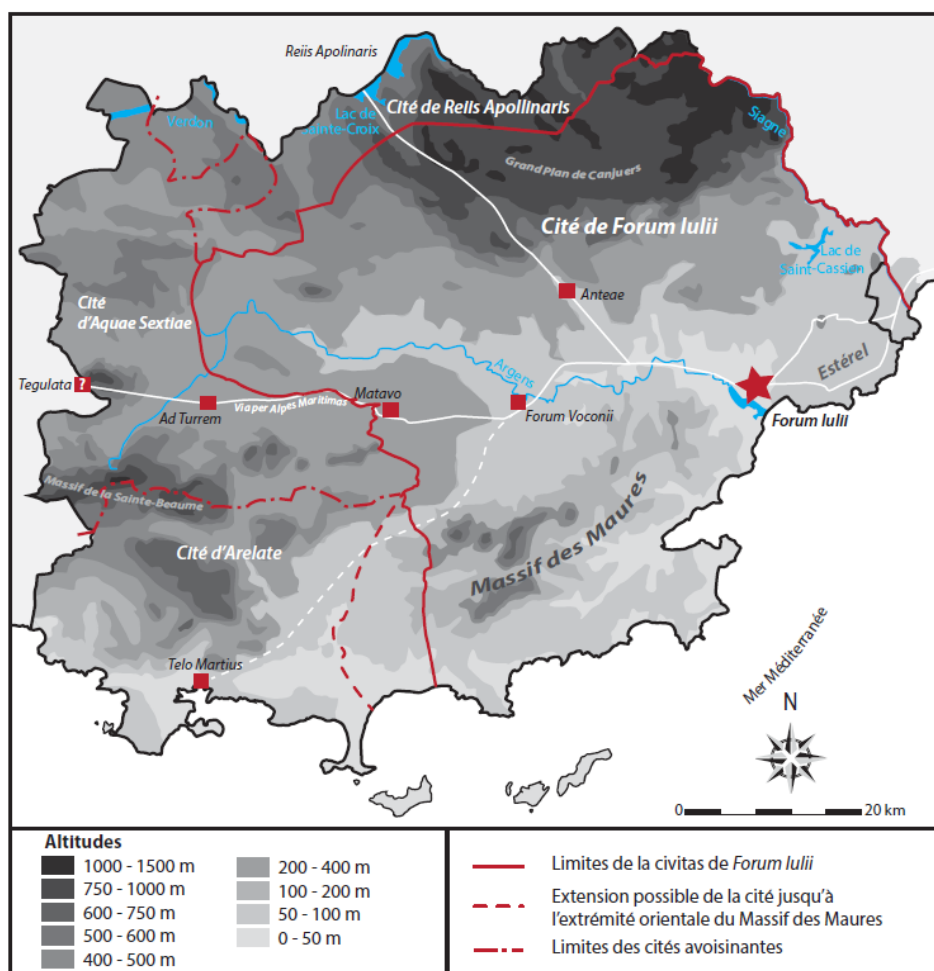 Reiis Apolinaris
Cité de Reiis Apollinaris
Lac de
Sainte-Croix
Verdon
Siagne
Grand Plan de Canjuers
Cité de Forum Iulii
Lac de
Saint-Cassien
Cité
d'Aquae Sextiae
Anteae
Estérel
Argens
Tegulata
?
Matavo
Via per Alpes Maritimas
Ad Turrem
Forum Voconii
Forum Iulii
Massif de la Sainte-Beaume
Cité d'Arelate
Massif des Maures
Telo Martius
Mer Méditerranée
N
0
20 km
Altitudes
1000 - 1500 m
750 - 1000 m
600 - 750 m
500 - 600 m
400 - 500 m
200 - 400 m
100 - 200 m
50 - 100 m
0 - 50 m
Limites de la civitas de Forum Iulii
Extension possible de la cité jusqu'à
l'extrémité orientale du Massif des Maures
Limites des cités avoisinantes